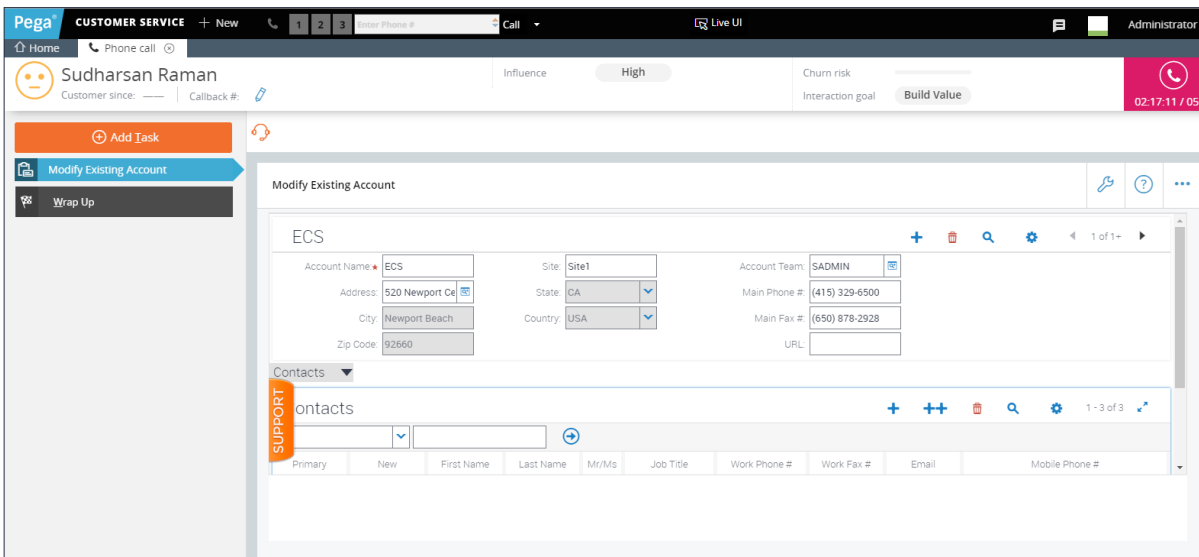 Pega® CUSTOMER SERVICE + New 1 2 3 Enter Phone # Call Live UI Administrator
Home Phone call
Sudharsan Raman Influence High Churn risk
Customer since: —— Callback #: Interaction goal Build Value
02:17:11 / 05
Add Task
Modify Existing Account
Modify Existing Account
Wrap Up
ECS 1 of 1+
Account Name: ECS Site: Site1 Account Team: SADMIN
Address: 520 Newport Ce State: CA Main Phone #: (415) 329-6500
City: Newport Beach Country: USA Main Fax #: (650) 878-2928
Zip Code: 92660 URL:
Contacts
SUPPORT
ontacts 1 - 3 of 3
Primary New First Name Last Name Mr/Ms Job Title Work Phone # Work Fax # Email Mobile Phone #